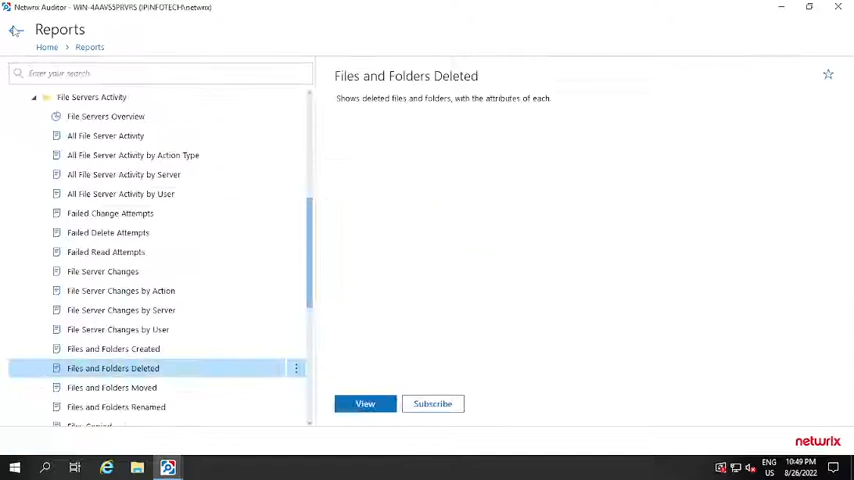 Netwrix Auditor - WIN-4AAVS5PRVRS (IPINFOTECH\netwrix)
Reports
Home > Reports
Enter your search
File Servers Activity
File Servers Overview
All File Server Activity
All File Server Activity by Action Type
All File Server Activity by Server
All File Server Activity by User
Failed Change Attempts
Failed Delete Attempts
Failed Read Attempts
File Server Changes
File Server Changes by Action
File Server Changes by Server
File Server Changes by User
Files and Folders Created
Files and Folders Deleted
Files and Folders Moved
Files and Folders Renamed
Files and Folders Deleted
Shows deleted files and folders, with the attributes of each.
View
Subscribe
netwrix
ENG
US
10:49 PM
8/26/2022